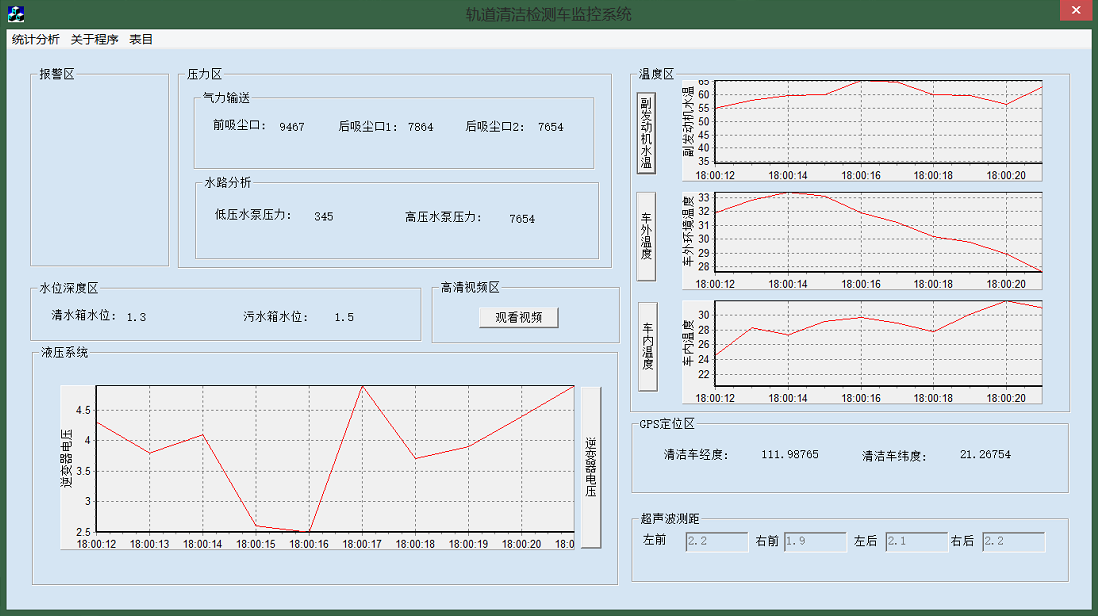 轨道清洁检测车监控系统
统计分析 关于程序 表目
报警区
压力区
气力输送
前吸尘口: 9467 后吸尘口1: 7864 后吸尘口2: 7654
水路分析
低压水泵压力: 345 高压水泵压力: 7654
水位深度区
清水箱水位: 1.3 污水箱水位: 1.5
高清视频区
观看视频
液压系统
逆变器电压
4.5
4
3.5
3
2.5
18:00:12 18:00:13 18:00:14 18:00:15 18:00:16 18:00:17 18:00:18 18:00:19 18:00:20 18:0
逆变器电压
温度区
副发动机水温
副发动机水温
65
60
55
50
45
40
35
18:00:12 18:00:14 18:00:16 18:00:18 18:00:20
车外温度
车外环境温度
33
32
31
30
29
28
18:00:12 18:00:14 18:00:16 18:00:18 18:00:20
车内温度
车内温度
30
28
26
24
22
18:00:12 18:00:14 18:00:16 18:00:18 18:00:20
GPS定位区
清洁车经度: 111.98765 清洁车纬度: 21.26754
超声波测距
左前 2.2 右前 1.9 左后 2.1 右后 2.2